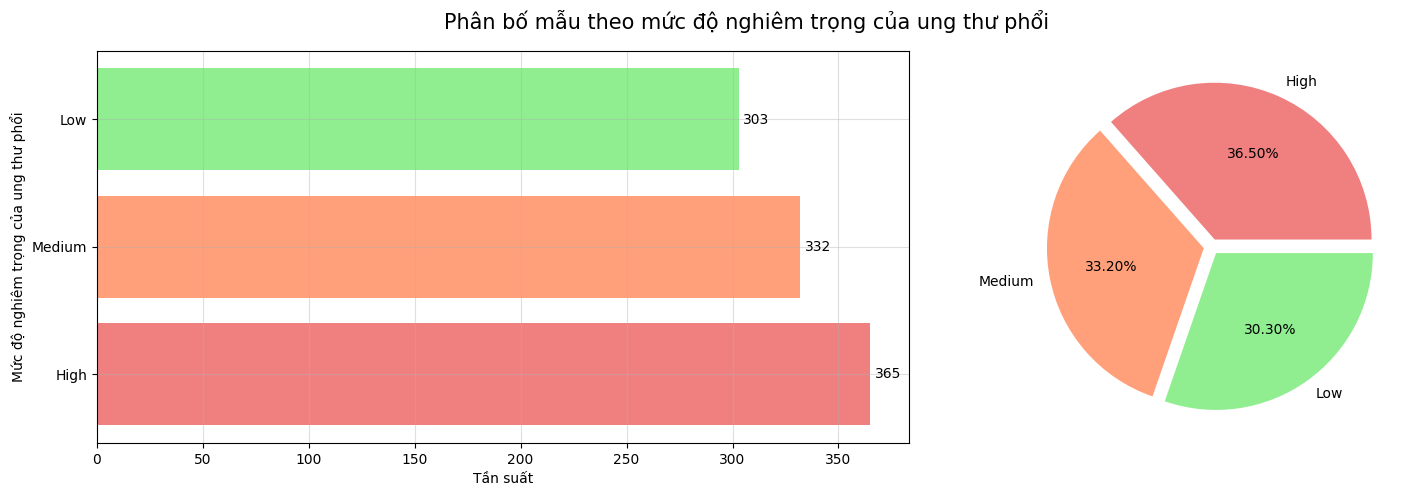 Phân bố mẫu theo mức độ nghiêm trọng của ung thư phổi
Mức độ nghiêm trọng của ung thư phổi
Low
303
Medium
332
High
365
0
50
100
150
200
250
300
350
Tần suất
High
36.50%
33.20%
Medium
30.30%
Low